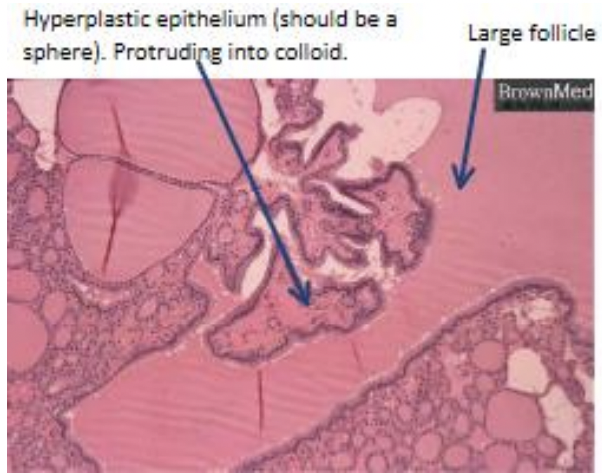 Hyperplastic epithelium (should be a
sphere). Protruding into colloid.
Large follicle
BrownMed